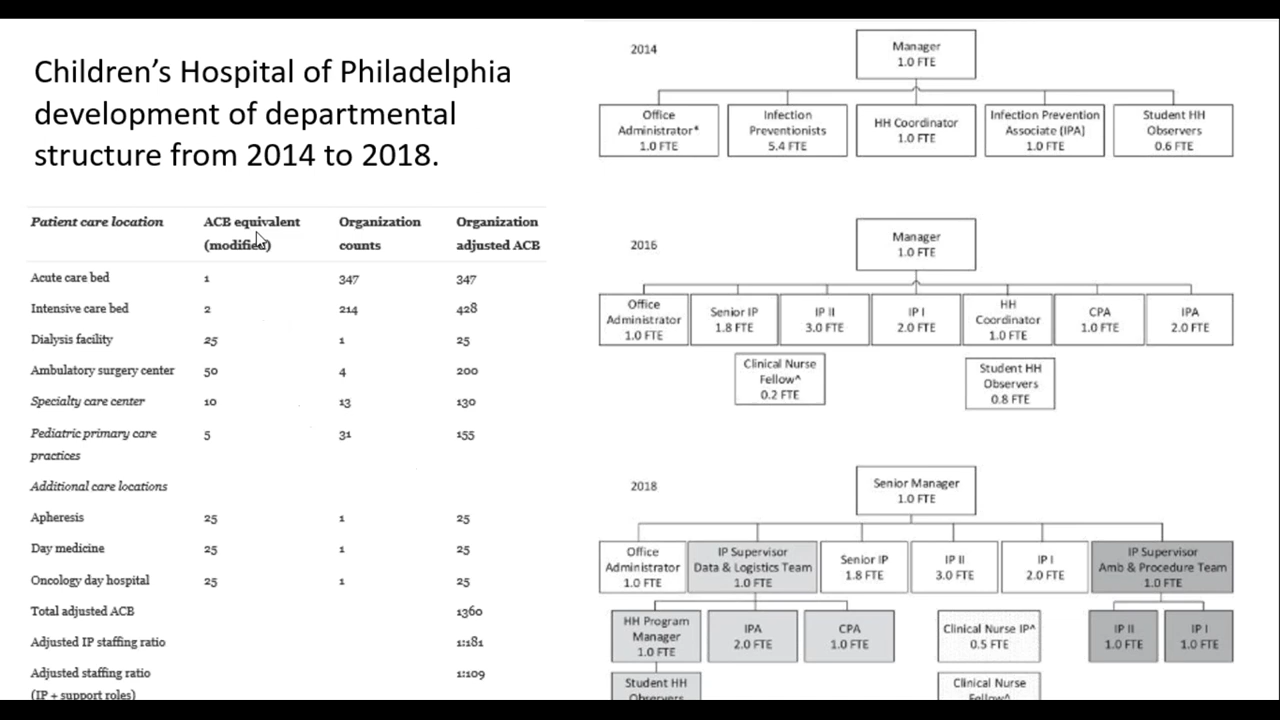 Children’s Hospital of Philadelphia
development of departmental
structure from 2014 to 2018.
Patient care location ACB equivalent (modified) Organization counts Organization adjusted ACB
Acute care bed 1 347 347
Intensive care bed 2 214 428
Dialysis facility 25 1 25
Ambulatory surgery center 50 4 200
Specialty care center 10 13 130
Pediatric primary care practices 5 31 155
Additional care locations
Apheresis 25 1 25
Day medicine 25 1 25
Oncology day hospital 25 1 25
Total adjusted ACB 1360
Adjusted IP staffing ratio 1:181
Adjusted staffing ratio 1:109
(IP + support roles)
2014
Manager
1.0 FTE
Office
Administrator*
1.0 FTE
Infection
Preventionists
5.4 FTE
HH Coordinator
1.0 FTE
Infection Prevention
Associate (IPA)
1.0 FTE
Student HH
Observers
0.6 FTE
2016
Manager
1.0 FTE
Office
Administrator
1.0 FTE
Senior IP
1.8 FTE
IP II
3.0 FTE
IP I
2.0 FTE
HH
Coordinator
1.0 FTE
CPA
1.0 FTE
IPA
2.0 FTE
Clinical Nurse
Fellow^
0.2 FTE
Student HH
Observers
0.8 FTE
2018
Senior Manager
1.0 FTE
Office
Administrator
1.0 FTE
IP Supervisor
Data & Logistics Team
1.0 FTE
Senior IP
1.8 FTE
IP II
3.0 FTE
IP I
2.0 FTE
IP Supervisor
Amb & Procedure Team
1.0 FTE
HH Program
Manager
1.0 FTE
IPA
2.0 FTE
CPA
1.0 FTE
Clinical Nurse IP^
0.5 FTE
IP II
1.0 FTE
IP I
1.0 FTE
Student HH
Observers
Clinical Nurse
Fellow^